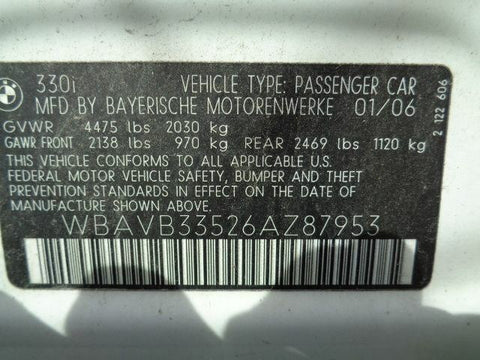 330i VEHICLE TYPE: PASSENGER CAR
MFD BY BAYERISCHE MOTORENWERKE 01/06
GVWR 4475 lbs 2030 kg
GAWR FRONT 2138 lbs 970 kg REAR 2469 lbs 1120 kg
THIS VEHICLE CONFORMS TO ALL APPLICABLE U.S.
FEDERAL MOTOR VEHICLE SAFETY, BUMPER AND THEFT
PREVENTION STANDARDS IN EFFECT ON THE DATE OF
MANUFACTURE SHOWN ABOVE.
WBAVB33526AZ87953
2 122 606